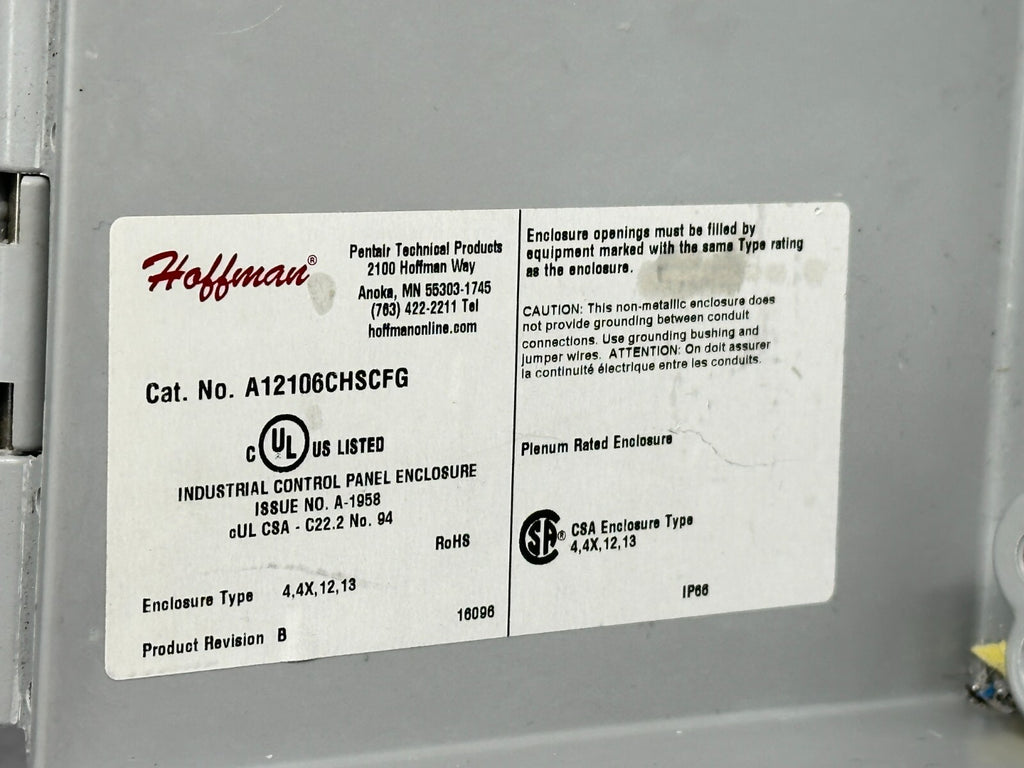 Hoffman®
Pentair Technical Products
2100 Hoffman Way
Anoka, MN 55303-1745
(763) 422-2211 Tel
hoffmanonline.com
Cat. No. A12106CHSCFG
c UL US LISTED
INDUSTRIAL CONTROL PANEL ENCLOSURE
ISSUE NO. A-1958
cUL CSA - C22.2 No. 94
RoHS
Enclosure Type 4,4X,12,13
16096
Product Revision B
Enclosure openings must be filled by
equipment marked with the same Type rating
as the enclosure.
CAUTION: This non-metallic enclosure does
not provide grounding between conduit
connections. Use grounding bushing and
jumper wires. ATTENTION: On doit assurer
la continuité électrique entre les conduits.
Plenum Rated Enclosure
SA® CSA Enclosure Type
4,4X,12,13
IP66